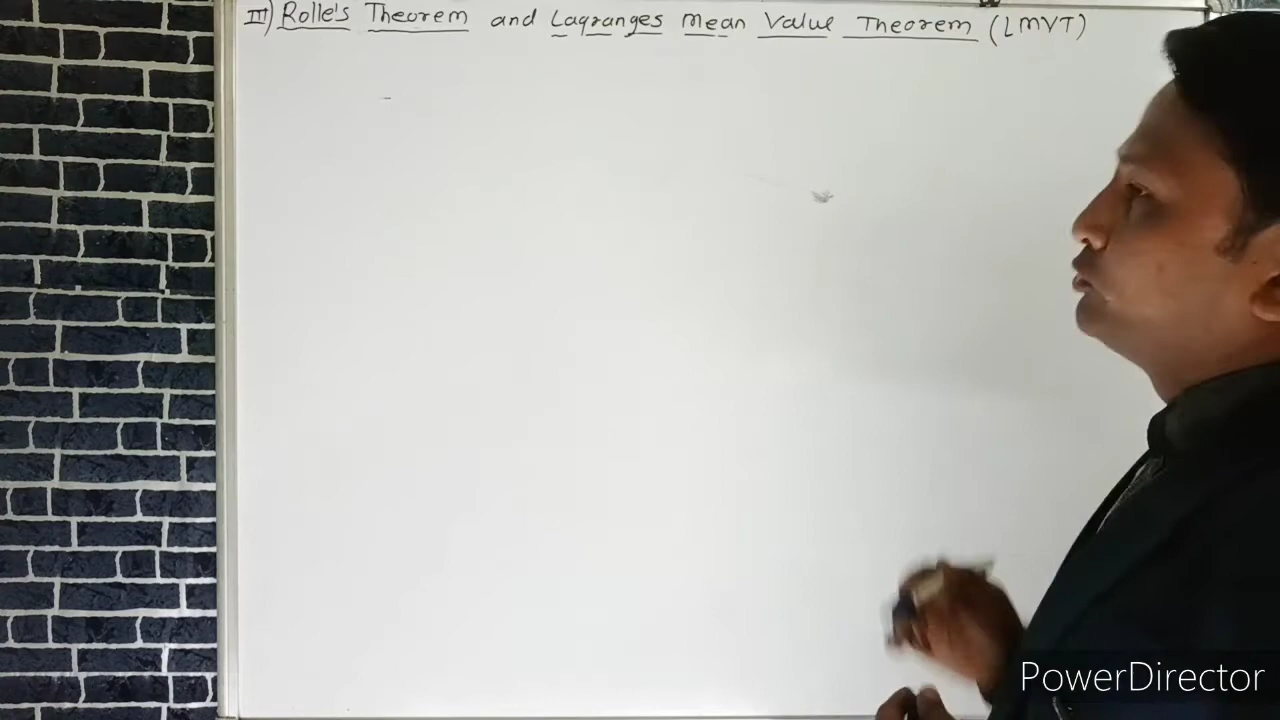 III) Rolle's Theorem and Lagranges Mean Value Theorem (LMVT)
PowerDirector